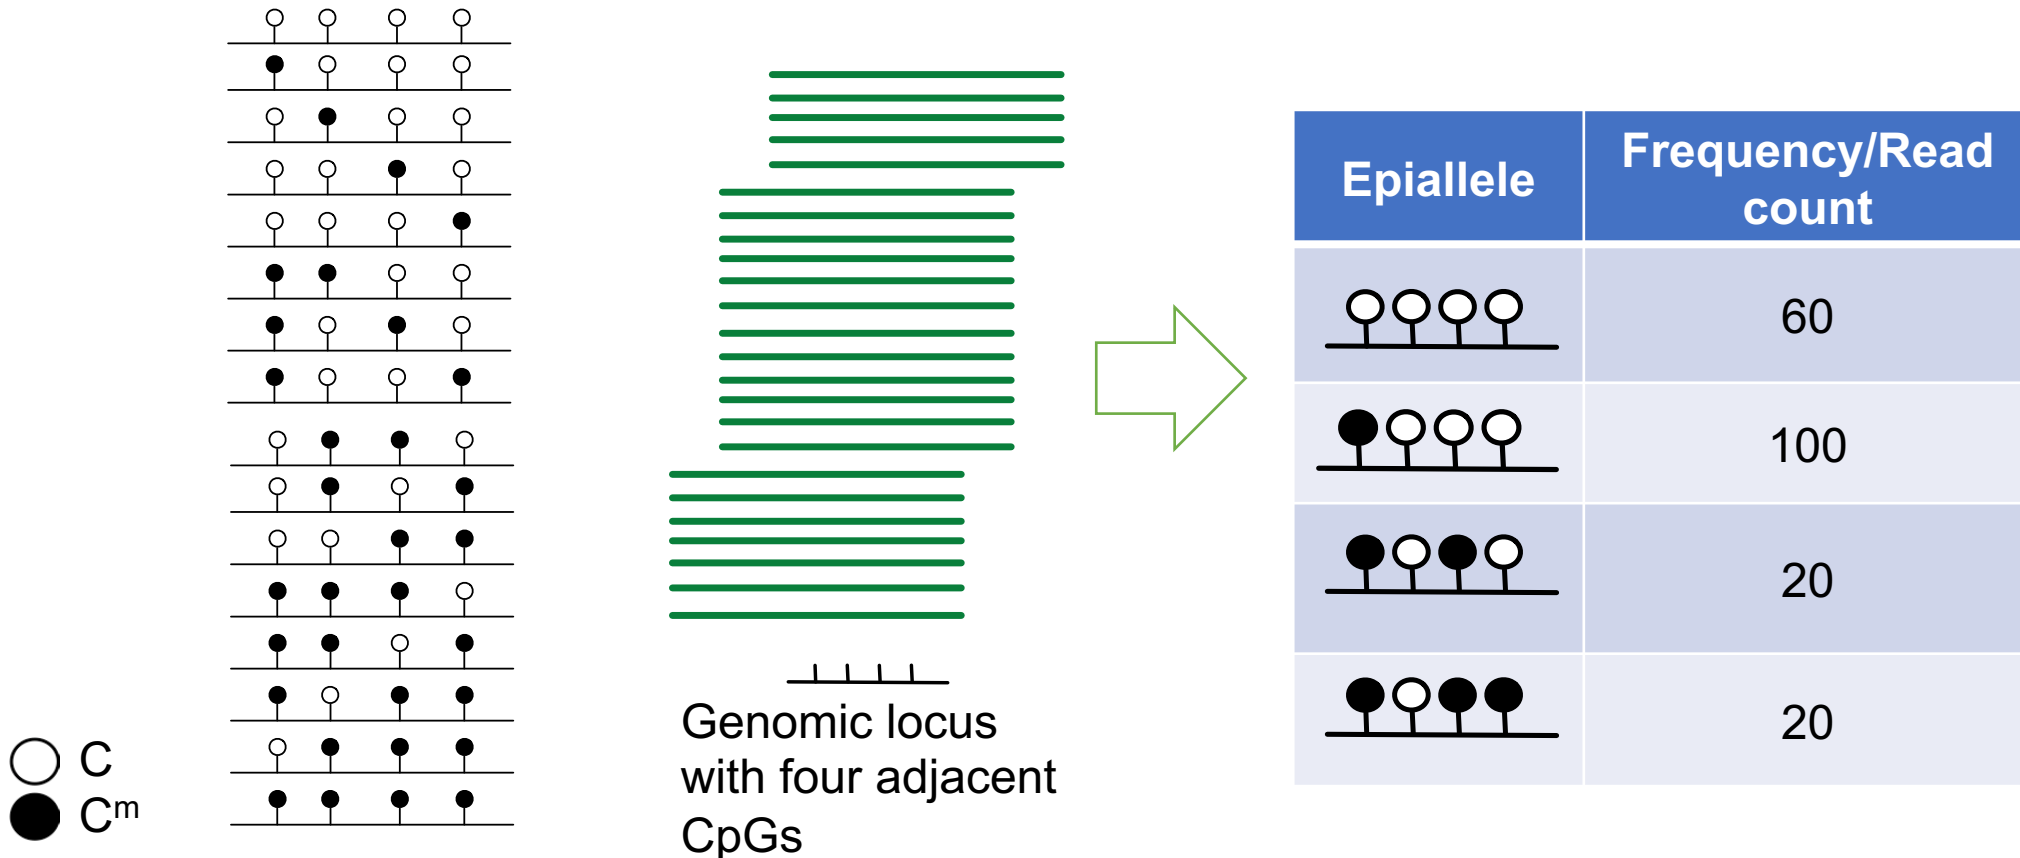 C
Cᵐ
Genomic locus
with four adjacent
CpGs
Epiallele
Frequency/Read
count
60
100
20
20